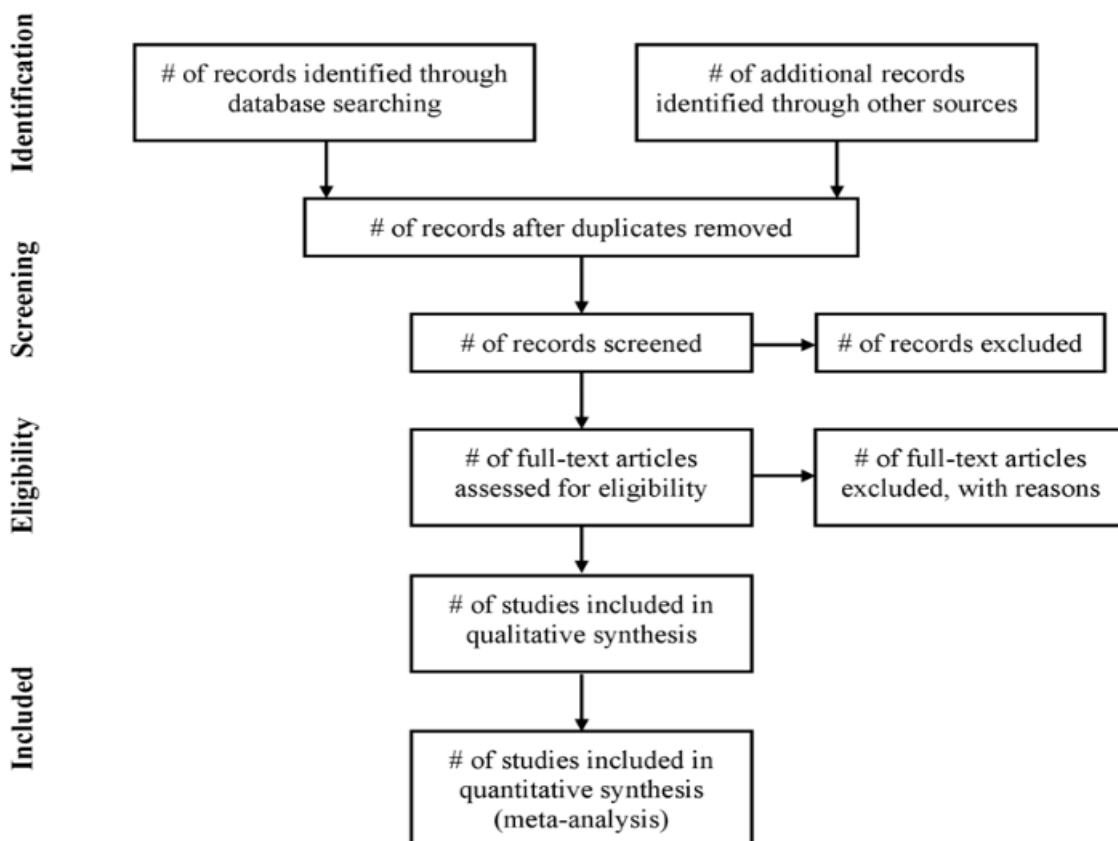 Identification
# of records identified through
database searching
# of additional records
identified through other sources
# of records after duplicates removed
Screening
# of records screened
# of records excluded
Eligibility
# of full-text articles
assessed for eligibility
# of full-text articles
excluded, with reasons
Included
# of studies included in
qualitative synthesis
# of studies included in
quantitative synthesis
(meta-analysis)